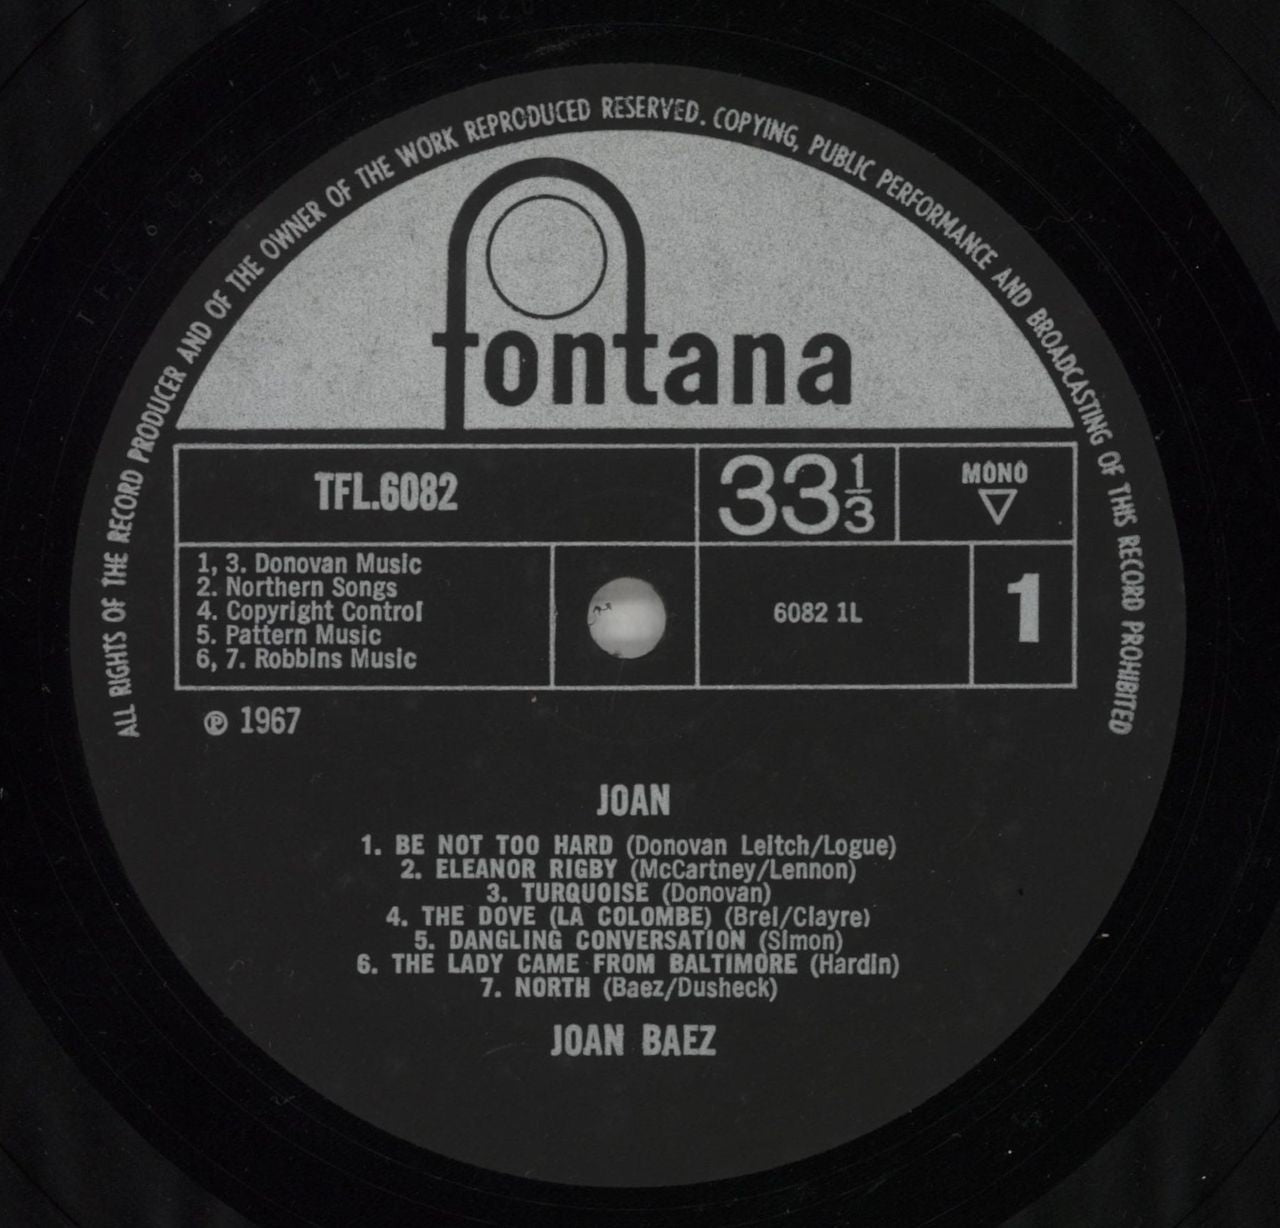 ALL RIGHTS OF THE RECORD PRODUCER AND OF THE OWNER OF THE WORK REPRODUCED RESERVED. COPYING, PUBLIC PERFORMANCE AND BROADCASTING OF THIS RECORD PROHIBITED
fontana
TFL.6082
33 1/3
MONO
1, 3. Donovan Music
2. Northern Songs
4. Copyright Control
5. Pattern Music
6, 7. Robbins Music
6082 1L
1
℗ 1967
JOAN
1. BE NOT TOO HARD (Donovan Leitch/Logue)
2. ELEANOR RIGBY (McCartney/Lennon)
3. TURQUOISE (Donovan)
4. THE DOVE (LA COLOMBE) (Brel/Clayre)
5. DANGLING CONVERSATION (Simon)
6. THE LADY CAME FROM BALTIMORE (Hardin)
7. NORTH (Baez/Dusheck)
JOAN BAEZ